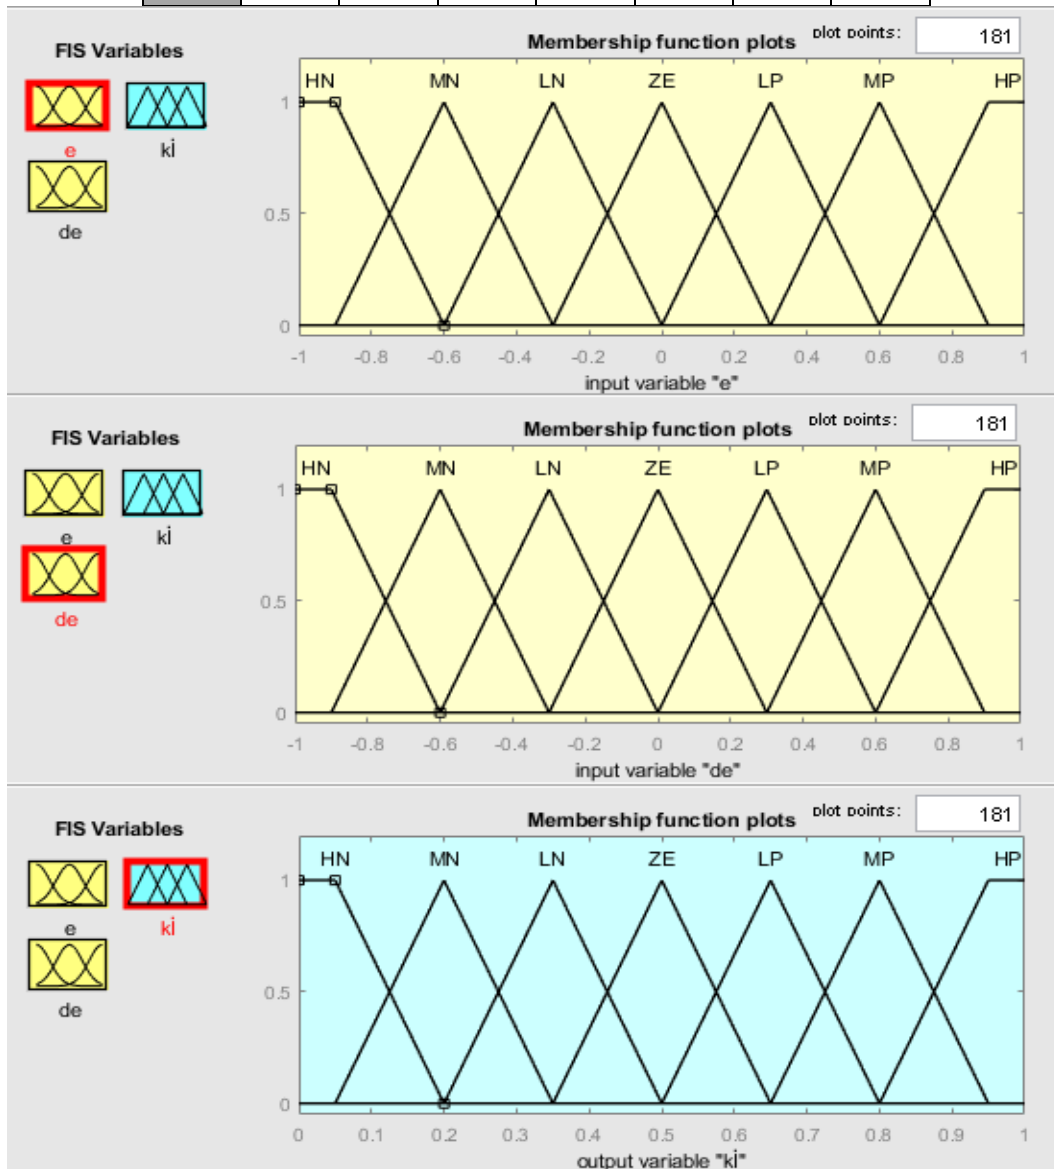 FIS Variables
Membership function plots plot points: 181
HN MN LN ZE LP MP HP
e
kİ
de
1
0.5
0
-1 -0.8 -0.6 -0.4 -0.2 0 0.2 0.4 0.6 0.8 1
input variable "e"
FIS Variables
Membership function plots plot points: 181
HN MN LN ZE LP MP HP
e
kİ
de
1
0.5
0
-1 -0.8 -0.6 -0.4 -0.2 0 0.2 0.4 0.6 0.8 1
input variable "de"
FIS Variables
Membership function plots plot points: 181
HN MN LN ZE LP MP HP
e
kİ
de
1
0.5
0
0 0.1 0.2 0.3 0.4 0.5 0.6 0.7 0.8 0.9 1
output variable "kİ"